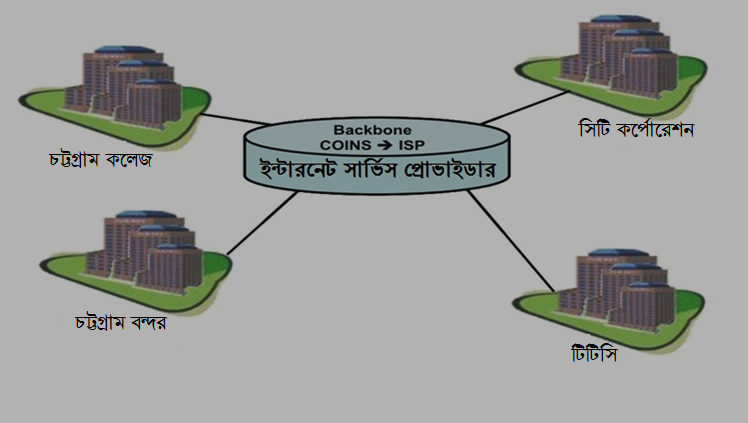 সিটি কর্পোরেশন
Backbone
COINS → ISP
ইন্টারনেট সার্ভিস প্রোভাইডার
চট্টগ্রাম কলেজ
চট্টগ্রাম বন্দর
টিটিসি